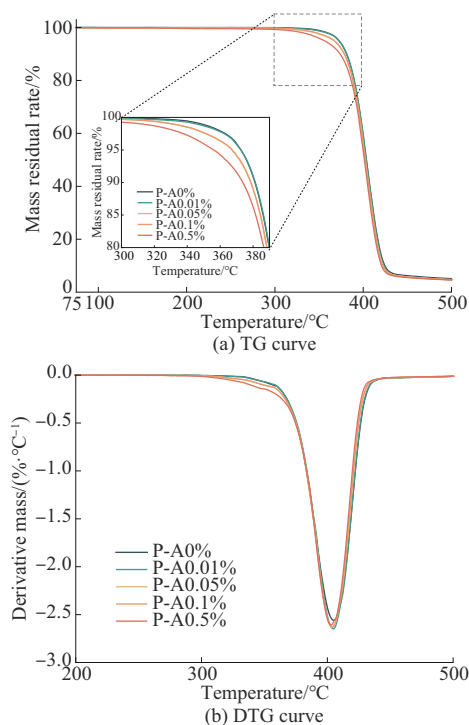 100
80
60
40
20
0
Mass residual rate/%
100
95
90
85
80
Mass residual rate/%
P-A0%
P-A0.01%
P-A0.05%
P-A0.1%
P-A0.5%
300 320 340 360 380
Temperature/°C
75 100 200 300 400 500
Temperature/°C
(a) TG curve
0.0
−0.5
−1.0
−1.5
−2.0
−2.5
−3.0
Derivative mass/(%·°C⁻¹)
P-A0%
P-A0.01%
P-A0.05%
P-A0.1%
P-A0.5%
200 300 400 500
Temperature/°C
(b) DTG curve